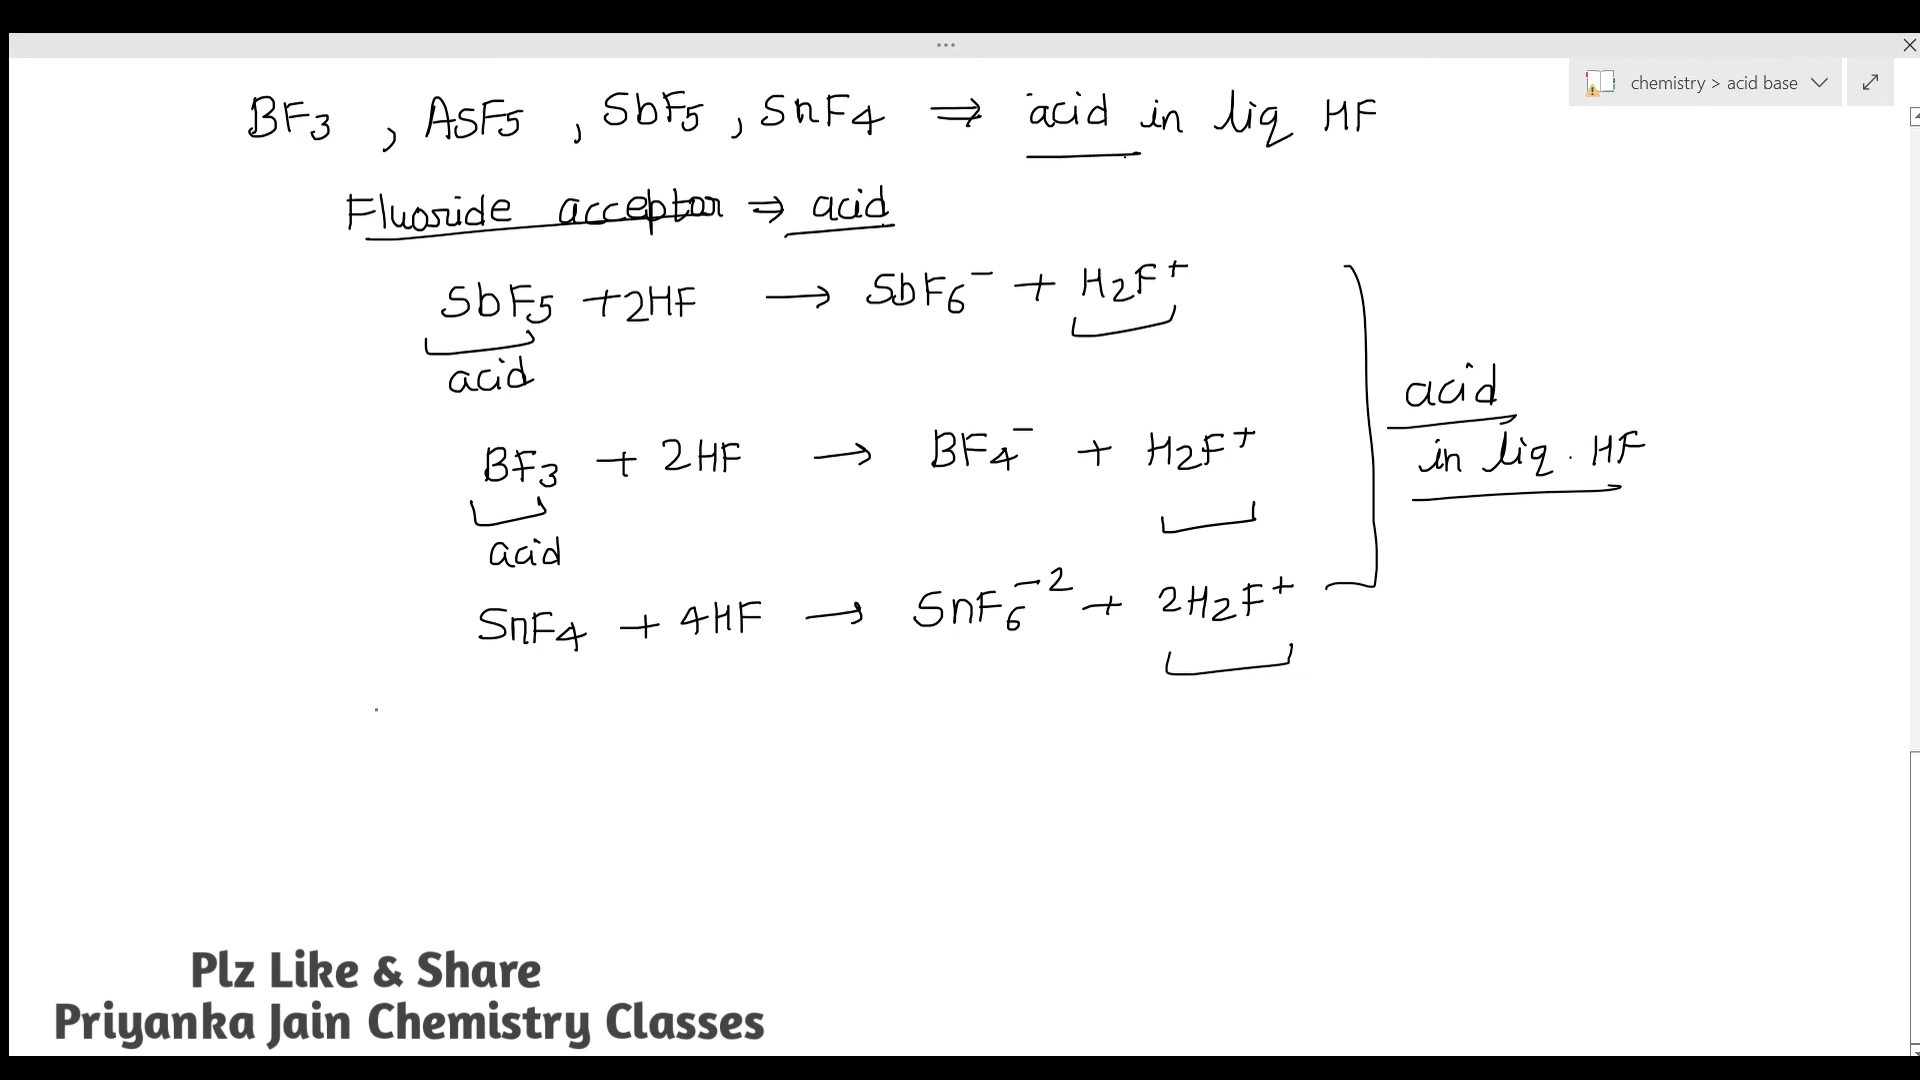 chemistry > acid base
BF3 , AsF5 , SbF5 , SnF4 ⇒ acid in liq HF
Fluoride acceptor ⇒ acid
SbF5 + 2HF → SbF6⁻ + H2F⁺
acid
BF3 + 2HF → BF4⁻ + H2F⁺
acid
SnF4 + 4HF → SnF6⁻² + 2H2F⁺
acid
in liq. HF
Plz Like & Share
Priyanka Jain Chemistry Classes